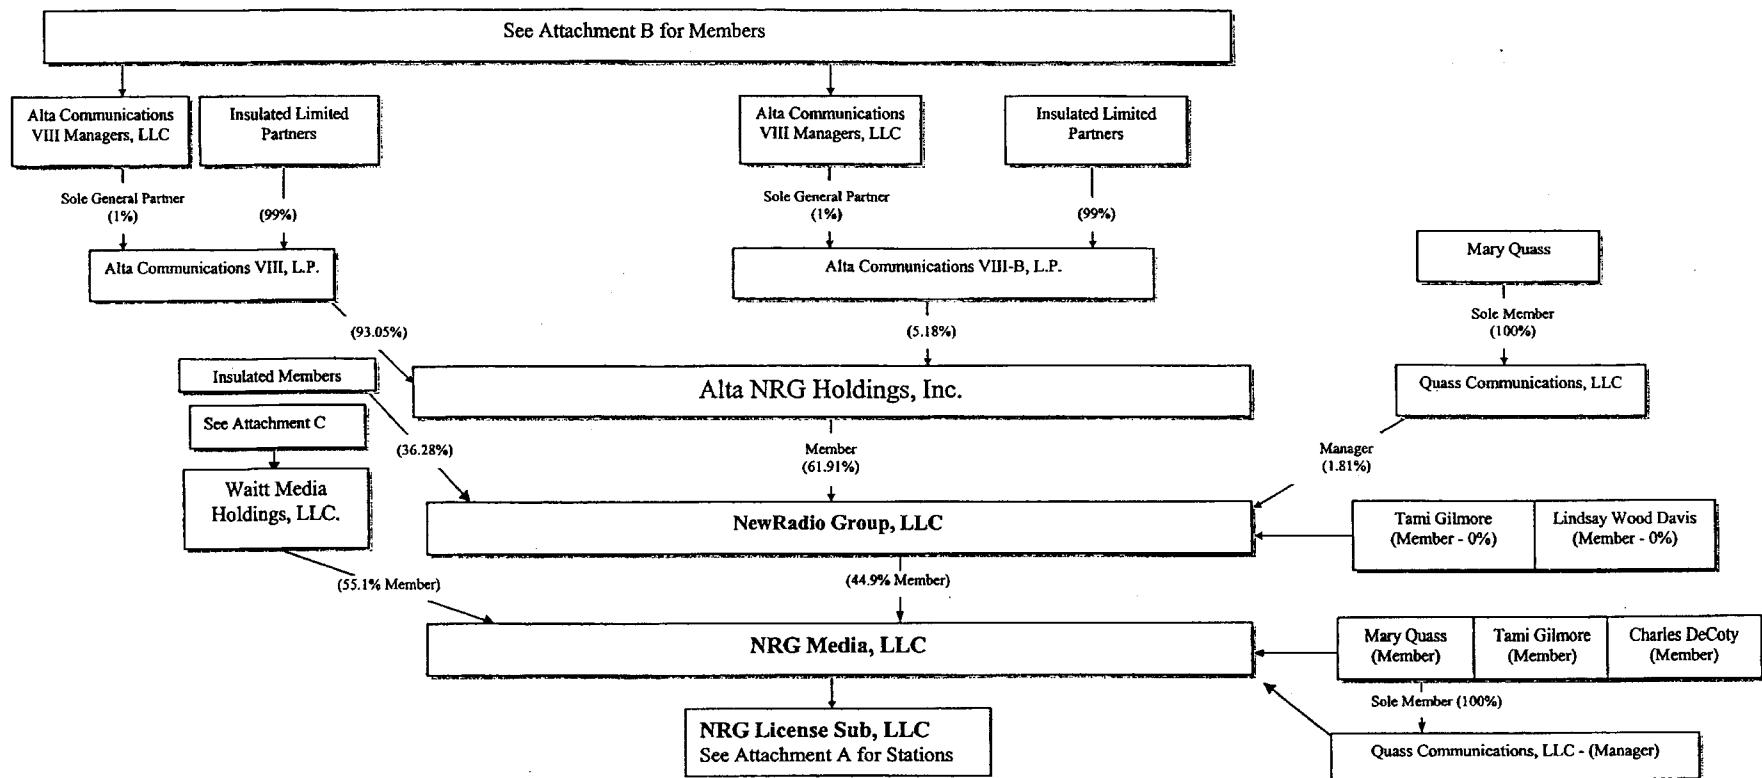 See Attachment B for Members
Alta Communications
VIII Managers, LLC
Insulated Limited
Partners
Alta Communications
VIII Managers, LLC
Insulated Limited
Partners
Sole General Partner
(1%)
(99%)
Sole General Partner
(1%)
(99%)
Alta Communications VIII, L.P.
Alta Communications VIII-B, L.P.
Mary Quass
(93.05%)
(5.18%)
Sole Member
(100%)
Insulated Members
Alta NRG Holdings, Inc.
Quass Communications, LLC
See Attachment C
(36.28%)
Member
(61.91%)
Manager
(1.81%)
Waitt Media
Holdings, LLC.
NewRadio Group, LLC
Tami Gilmore
(Member - 0%)
Lindsay Wood Davis
(Member - 0%)
(55.1% Member)
(44.9% Member)
NRG Media, LLC
Mary Quass
(Member)
Tami Gilmore
(Member)
Charles DeCoty
(Member)
Sole Member (100%)
NRG License Sub, LLC
See Attachment A for Stations
Quass Communications, LLC - (Manager)